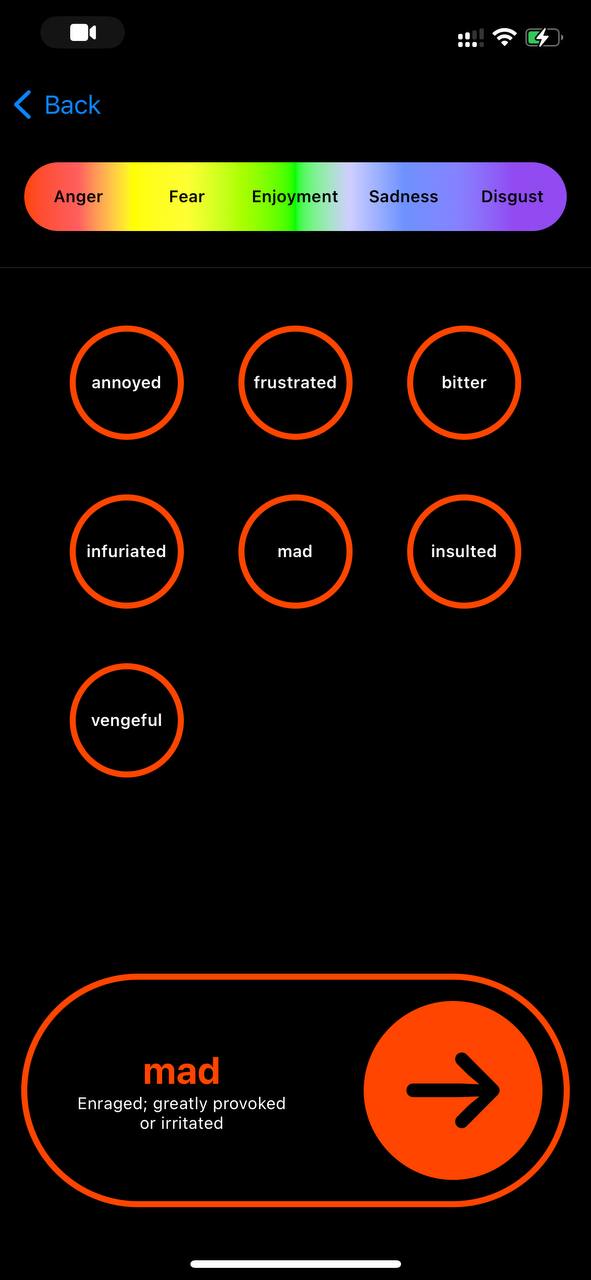 Back
Anger Fear Enjoyment Sadness Disgust
annoyed frustrated bitter
infuriated mad insulted
vengeful
mad
Enraged; greatly provoked
or irritated